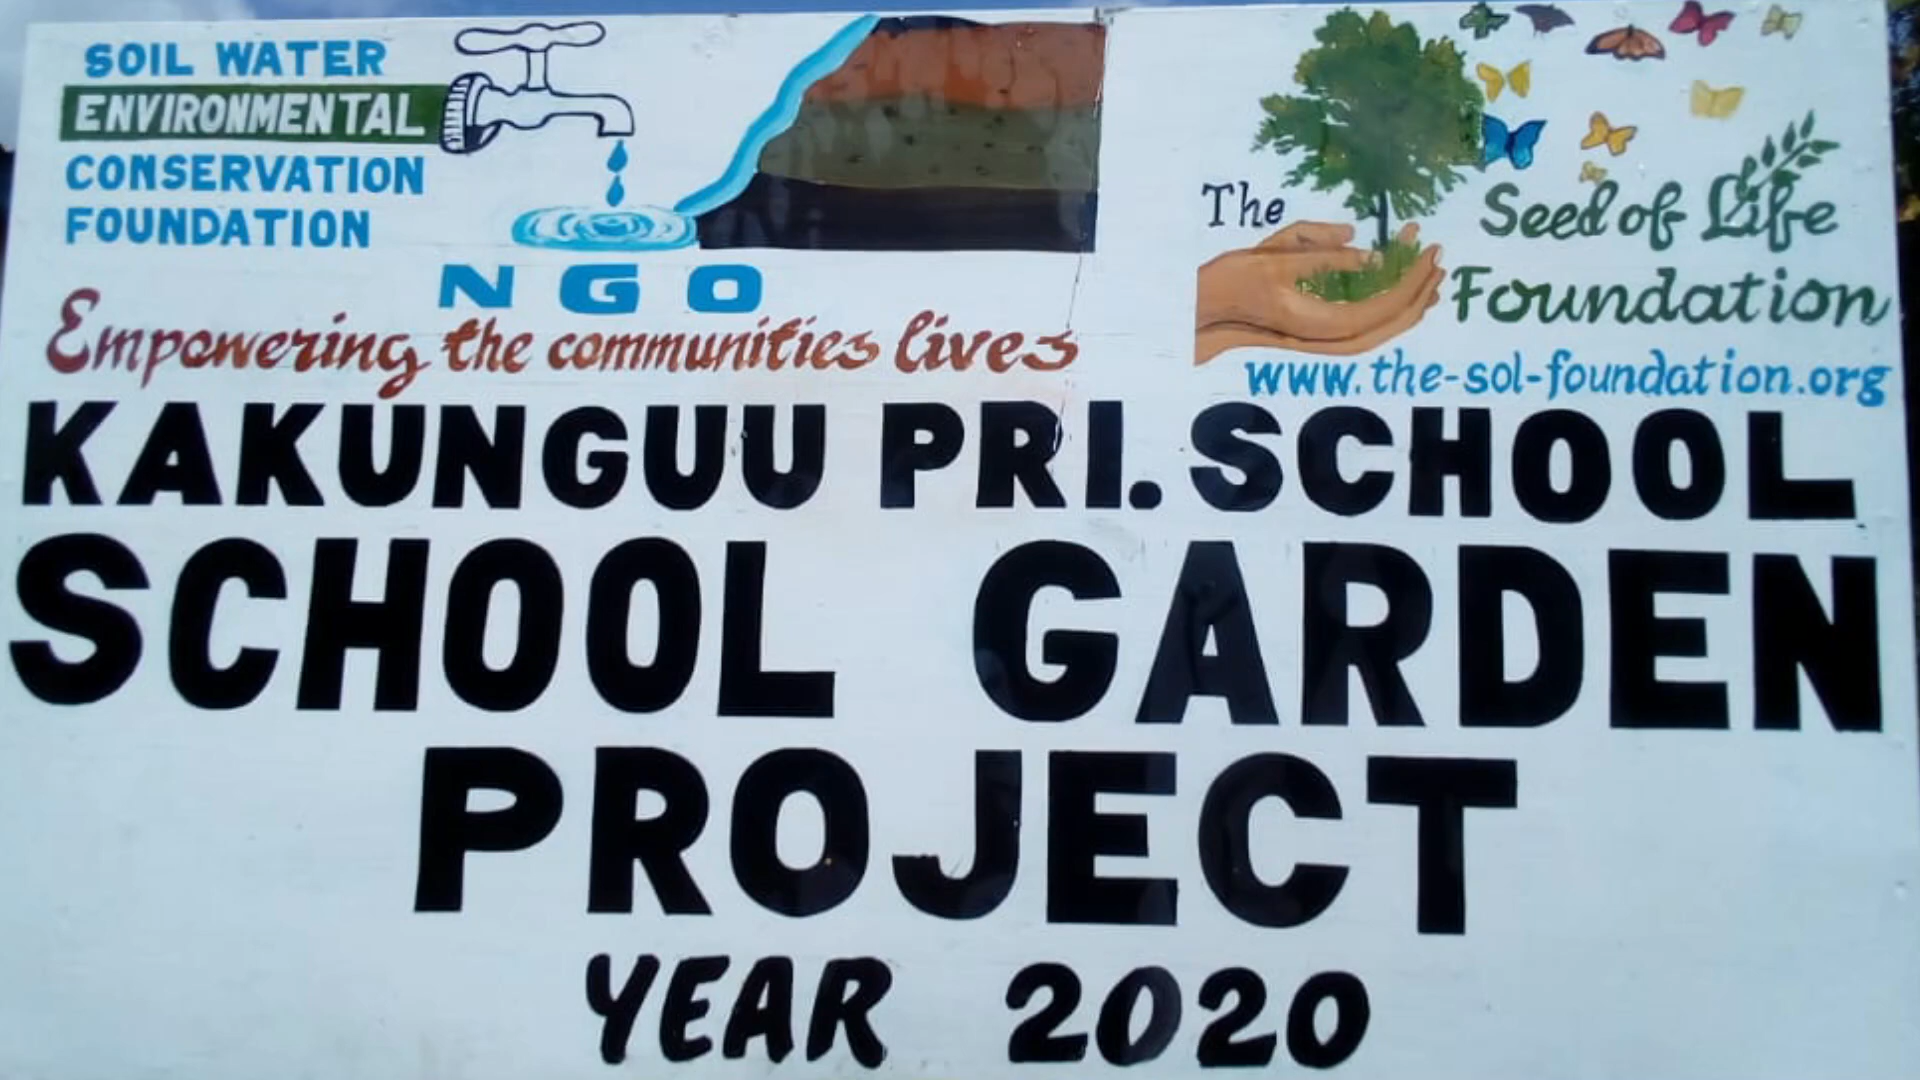 SOIL WATER
ENVIRONMENTAL
CONSERVATION
FOUNDATION
NGO
Empowering the communities lives
The Seed of Life
Foundation
www.the-sol-foundation.org
KAKUNGUU PRI. SCHOOL
SCHOOL GARDEN
PROJECT
YEAR 2020